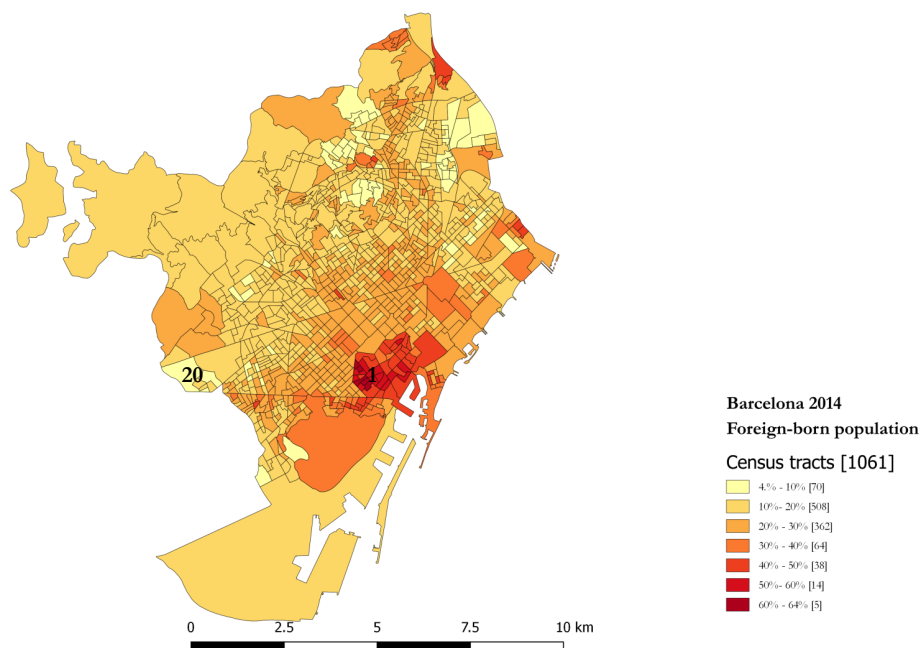 20
1
Barcelona 2014
Foreign-born population
Census tracts [1061]
4.% - 10% [70]
10%- 20% [508]
20% - 30% [362]
30% - 40% [64]
40% - 50% [38]
50%- 60% [14]
60% - 64% [5]
0 2.5 5 7.5 10 km